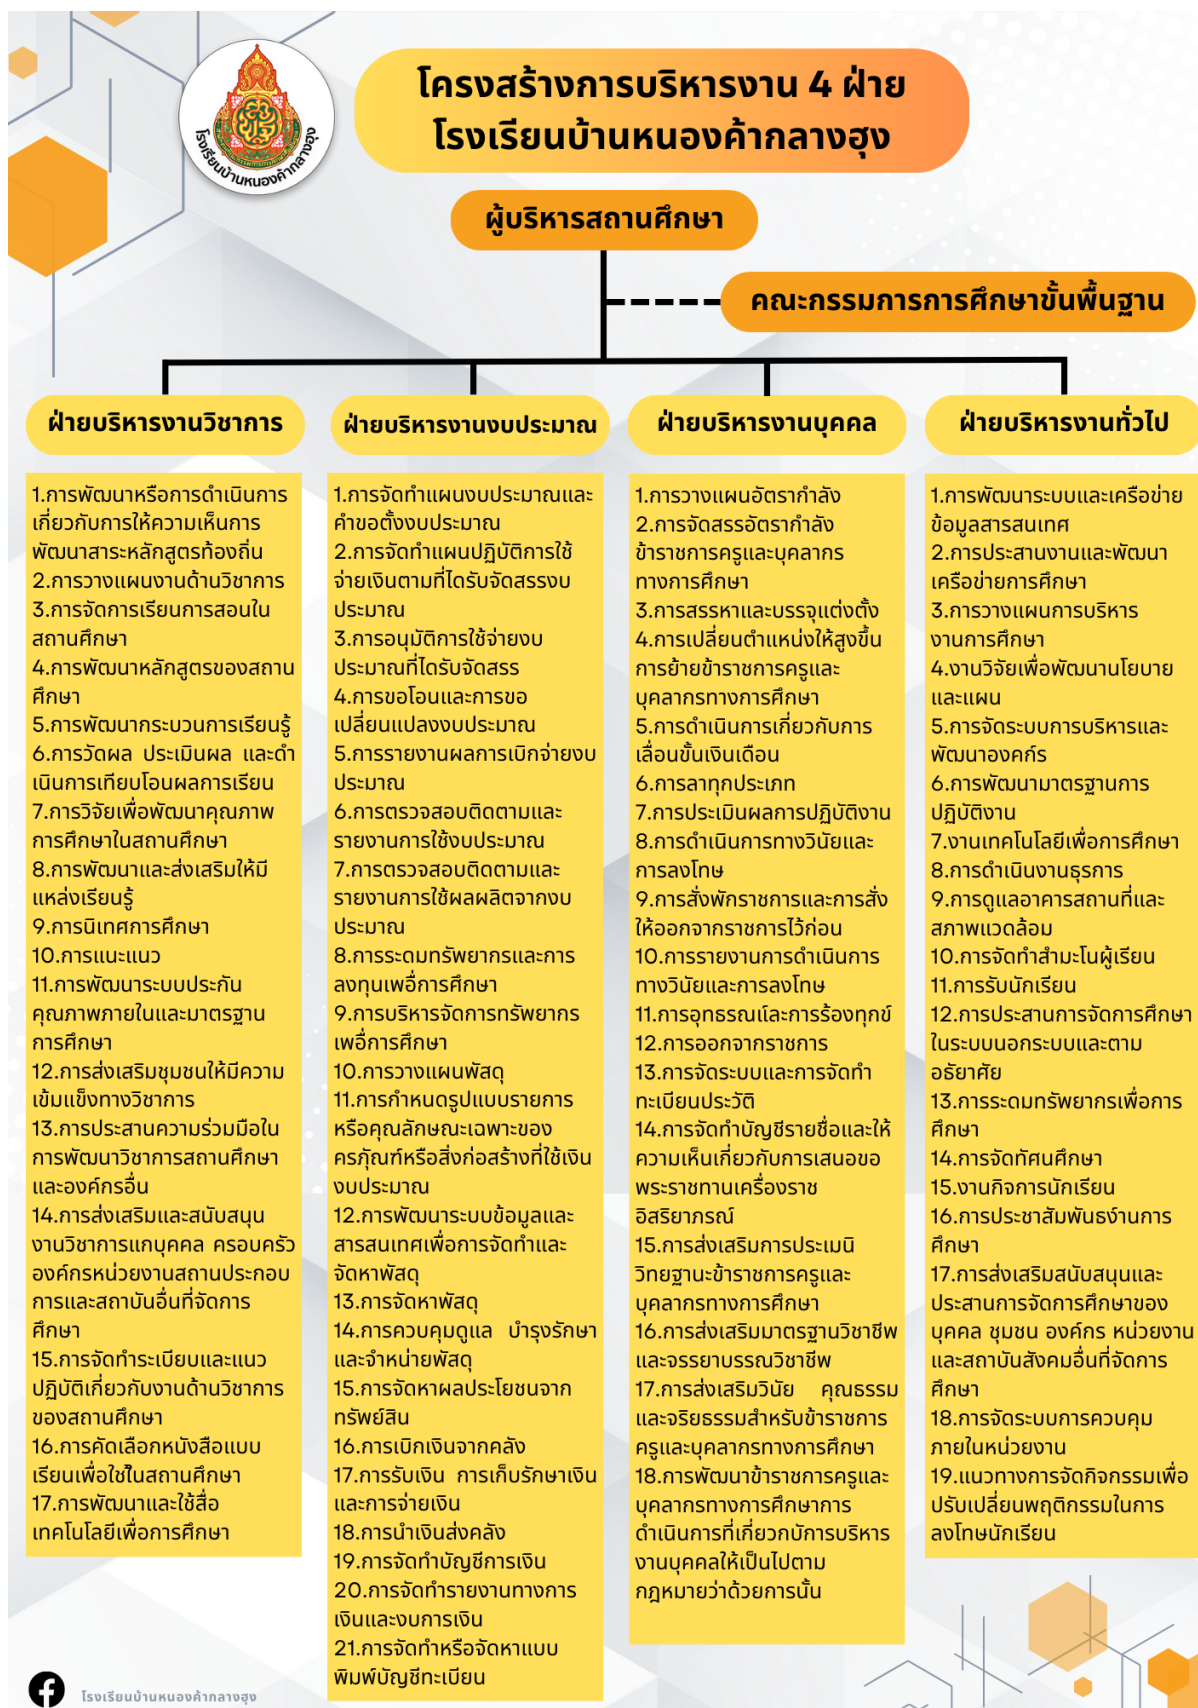 โครงสร้างการบริหารงาน 4 ฝ่าย
โรงเรียนบ้านหนองค้ากลางฮุง
โรงเรียนบ้านหนองค้ากลางฮุง
ผู้บริหารสถานศึกษา
คณะกรรมการการศึกษาขั้นพื้นฐาน
ฝ่ายบริหารงานวิชาการ
1.การพัฒนาหรือการดำเนินการ
เกี่ยวกับการให้ความเห็นการ
พัฒนาสาระหลักสูตรท้องถิ่น
2.การวางแผนงานด้านวิชาการ
3.การจัดการเรียนการสอนใน
สถานศึกษา
4.การพัฒนาหลักสูตรของสถาน
ศึกษา
5.การพัฒนากระบวนการเรียนรู้
6.การวัดผล ประเมินผล และดำ
เนินการเทียบโอนผลการเรียน
7.การวิจัยเพื่อพัฒนาคุณภาพ
การศึกษาในสถานศึกษา
8.การพัฒนาและส่งเสริมให้มี
แหล่งเรียนรู้
9.การนิเทศการศึกษา
10.การแนะแนว
11.การพัฒนาระบบประกัน
คุณภาพภายในและมาตรฐาน
การศึกษา
12.การส่งเสริมชุมชนให้มีความ
เข้มแข็งทางวิชาการ
13.การประสานความร่วมมือใน
การพัฒนาวิชาการสถานศึกษา
และองค์กรอื่น
14.การส่งเสริมและสนับสนุน
งานวิชาการแกบุคคล ครอบครัว
องค์กรหน่วยงานสถานประกอบ
การและสถาบันอื่นที่จัดการ
ศึกษา
15.การจัดทำระเบียบและแนว
ปฏิบัติเกี่ยวกับงานด้านวิชาการ
ของสถานศึกษา
16.การคัดเลือกหนังสือแบบ
เรียนเพื่อใช้ในสถานศึกษา
17.การพัฒนาและใช้สื่อ
เทคโนโลยีเพื่อการศึกษา
ฝ่ายบริหารงานงบประมาณ
1.การจัดทำแผนงบประมาณและ
คำขอตั้งงบประมาณ
2.การจัดทำแผนปฏิบัติการใช้
จ่ายเงินตามที่ไดรับจัดสรรงบ
ประมาณ
3.การอนุมัติการใช้จ่ายงบ
ประมาณที่ไดรับจัดสรร
4.การขอโอนและการขอ
เปลี่ยนแปลงงบประมาณ
5.การรายงานผลการเบิกจ่ายงบ
ประมาณ
6.การตรวจสอบติดตามและ
รายงานการใช้งบประมาณ
7.การตรวจสอบติดตามและ
รายงานการใช้ผลผลิตจากงบ
ประมาณ
8.การระดมทรัพยากรและการ
ลงทุนเพอื่การศึกษา
9.การบริหารจัดการทรัพยากร
เพอื่การศึกษา
10.การวางแผนพัสดุ
11.การกำหนดรูปแบบรายการ
หรือคุณลักษณะเฉพาะของ
ครภุัณฑ์หรือสิ่งก่อสร้างที่ใช้เงิน
งบประมาณ
12.การพัฒนาระบบข้อมูลและ
สารสนเทศเพื่อการจัดทำและ
จัดหาพัสดุ
13.การจัดหาพัสดุ
14.การควบคุมดูแล บำรุงรักษา
และจำหน่ายพัสดุ
15.การจัดหาผลประโยชนจาก
ทรัพย์สิน
16.การเบิกเงินจากคลัง
17.การรับเงิน การเก็บรักษาเงิน
และการจ่ายเงิน
18.การนำเงินส่งคลัง
19.การจัดทำบัญชีการเงิน
20.การจัดทำรายงานทางการ
เงินและงบการเงิน
21.การจัดทำหรือจัดหาแบบ
พิมพ์บัญชีทะเบียน
ฝ่ายบริหารงานบุคคล
1.การวางแผนอัตรากำลัง
2.การจัดสรรอัตรากำลัง
ข้าราชการครูและบุคลากร
ทางการศึกษา
3.การสรรหาและบรรจุแต่งตั้ง
4.การเปลี่ยนตำแหน่งให้สูงขึ้น
การย้ายข้าราชการครูและ
บุคลากรทางการศึกษา
5.การดำเนินการเกี่ยวกับการ
เลื่อนขั้นเงินเดือน
6.การลาทุกประเภท
7.การประเมินผลการปฏิบัติงาน
8.การดำเนินการทางวินัยและ
การลงโทษ
9.การสั่งพักราชการและการสั่ง
ให้ออกจากราชการไว้ก่อน
10.การรายงานการดำเนินการ
ทางวินัยและการลงโทษ
11.การอุทธรณ์และการร้องทุกข์
12.การออกจากราชการ
13.การจัดระบบและการจัดทำ
ทะเบียนประวัติ
14.การจัดทำบัญชีรายชื่อและให้
ความเห็นเกี่ยวกับการเสนอขอ
พระราชทานเครื่องราช
อิสริยาภรณ์
15.การส่งเสริมการประเมนิ
วิทยฐานะข้าราชการครูและ
บุคลากรทางการศึกษา
16.การส่งเสริมมาตรฐานวิชาชีพ
และจรรยาบรรณวิชาชีพ
17.การส่งเสริมวินัย คุณธรรม
และจริยธรรมสำหรับข้าราชการ
ครูและบุคลากรทางการศึกษา
18.การพัฒนาข้าราชการครูและ
บุคลากรทางการศึกษาการ
ดำเนินการที่เกี่ยวกบัการบริหาร
งานบุคคลให้เป็นไปตาม
กฎหมายว่าด้วยการนั้น
ฝ่ายบริหารงานทั่วไป
1.การพัฒนาระบบและเครือข่าย
ข้อมูลสารสนเทศ
2.การประสานงานและพัฒนา
เครือข่ายการศึกษา
3.การวางแผนการบริหาร
งานการศึกษา
4.งานวิจัยเพื่อพัฒนานโยบาย
และแผน
5.การจัดระบบการบริหารและ
พัฒนาองคก์ร
6.การพัฒนามาตรฐานการ
ปฏิบัติงาน
7.งานเทคโนโลยีเพื่อการศึกษา
8.การดำเนินงานธุรการ
9.การดูแลอาคารสถานที่และ
สภาพแวดล้อม
10.การจัดทำสำมะโนผู้เรียน
11.การรับนักเรียน
12.การประสานการจัดการศึกษา
ในระบบนอกระบบและตาม
อธัยาศัย
13.การระดมทรัพยากรเพื่อการ
ศึกษา
14.การจัดทัศนศึกษา
15.งานกิจการนักเรียน
16.การประชาสัมพันธง์านการ
ศึกษา
17.การส่งเสริมสนับสนุนและ
ประสานการจัดการศึกษาของ
บุคคล ชุมชน องค์กร หน่วยงาน
และสถาบันสังคมอื่นที่จัดการ
ศึกษา
18.การจัดระบบการควบคุม
ภายในหน่วยงาน
19.แนวทางการจัดกิจกรรมเพื่อ
ปรับเปลี่ยนพฤติกรรมในการ
ลงโทษนักเรียน
โรงเรียนบ้านหนองค้ากลางฮุง